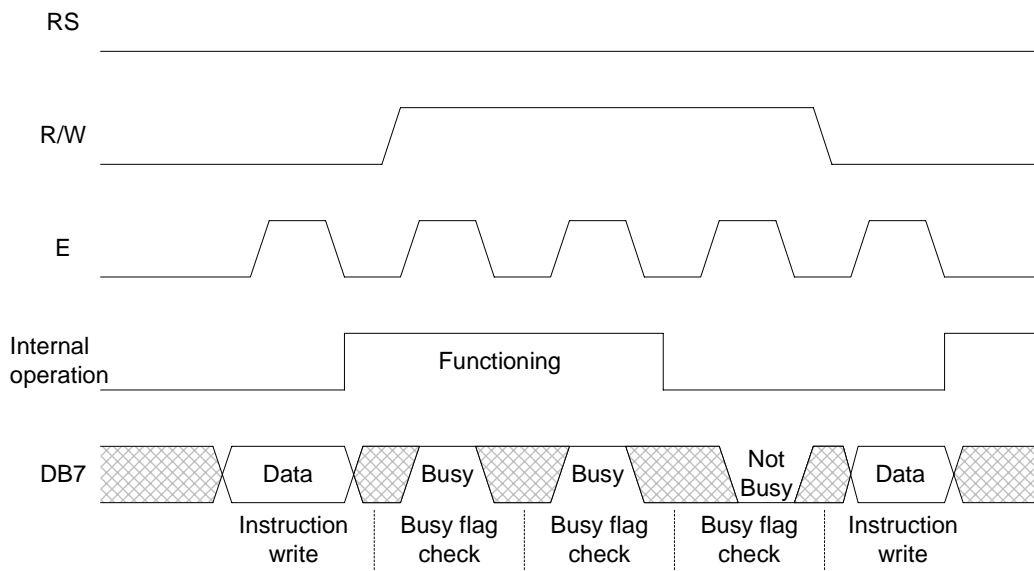 RS
R/W
E
Internal
operation
Functioning
DB7
Data
Busy
Busy
Not
Busy
Data
Instruction
write
Busy flag
check
Busy flag
check
Busy flag
check
Instruction
write